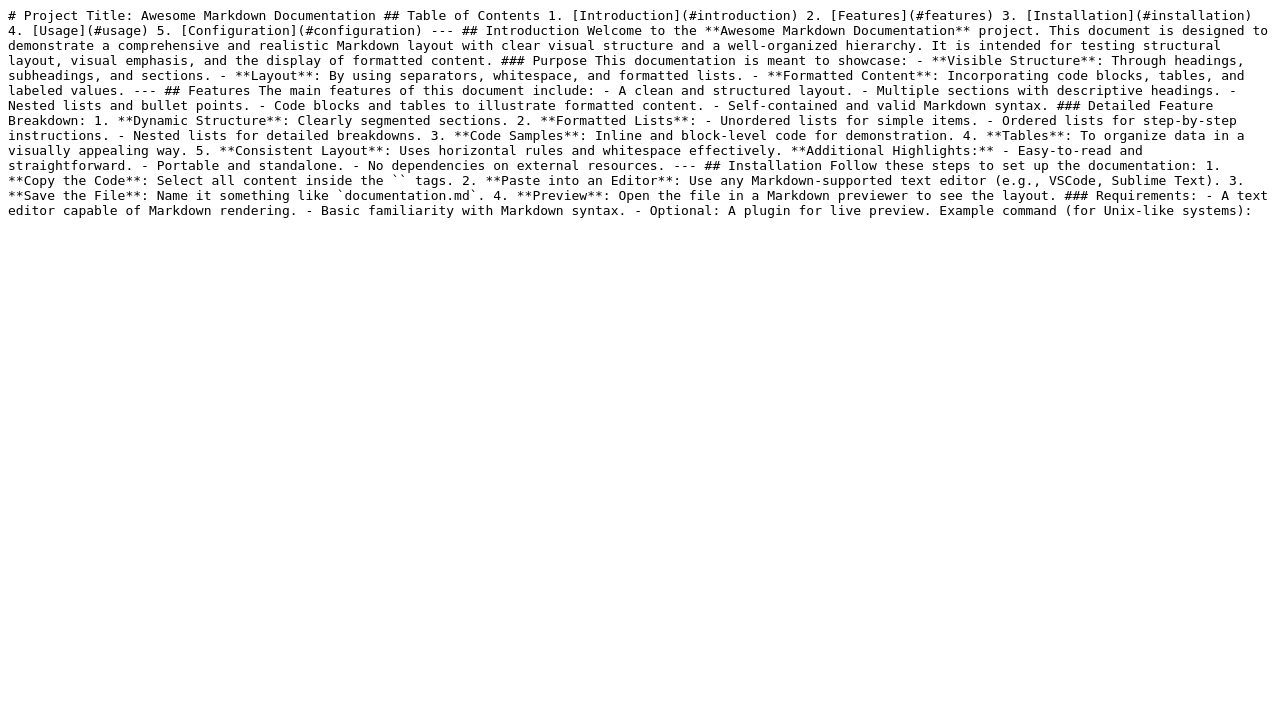 # Project Title: Awesome Markdown Documentation ## Table of Contents 1. [Introduction](#introduction) 2. [Features](#features) 3. [Installation](#installation)
4. [Usage](#usage) 5. [Configuration](#configuration) --- ## Introduction Welcome to the **Awesome Markdown Documentation** project. This document is designed to
demonstrate a comprehensive and realistic Markdown layout with clear visual structure and a well-organized hierarchy. It is intended for testing structural
layout, visual emphasis, and the display of formatted content. ### Purpose This documentation is meant to showcase: - **Visible Structure**: Through headings,
subheadings, and sections. - **Layout**: By using separators, whitespace, and formatted lists. - **Formatted Content**: Incorporating code blocks, tables, and
labeled values. --- ## Features The main features of this document include: - A clean and structured layout. - Multiple sections with descriptive headings. -
Nested lists and bullet points. - Code blocks and tables to illustrate formatted content. - Self-contained and valid Markdown syntax. ### Detailed Feature
Breakdown: 1. **Dynamic Structure**: Clearly segmented sections. 2. **Formatted Lists**: - Unordered lists for simple items. - Ordered lists for step-by-step
instructions. - Nested lists for detailed breakdowns. 3. **Code Samples**: Inline and block-level code for demonstration. 4. **Tables**: To organize data in a
visually appealing way. 5. **Consistent Layout**: Uses horizontal rules and whitespace effectively. **Additional Highlights:** - Easy-to-read and
straightforward. - Portable and standalone. - No dependencies on external resources. --- ## Installation Follow these steps to set up the documentation: 1.
**Copy the Code**: Select all content inside the `` tags. 2. **Paste into an Editor**: Use any Markdown-supported text editor (e.g., VSCode, Sublime Text). 3.
**Save the File**: Name it something like `documentation.md`. 4. **Preview**: Open the file in a Markdown previewer to see the layout. ### Requirements: - A text
editor capable of Markdown rendering. - Basic familiarity with Markdown syntax. - Optional: A plugin for live preview. Example command (for Unix-like systems):